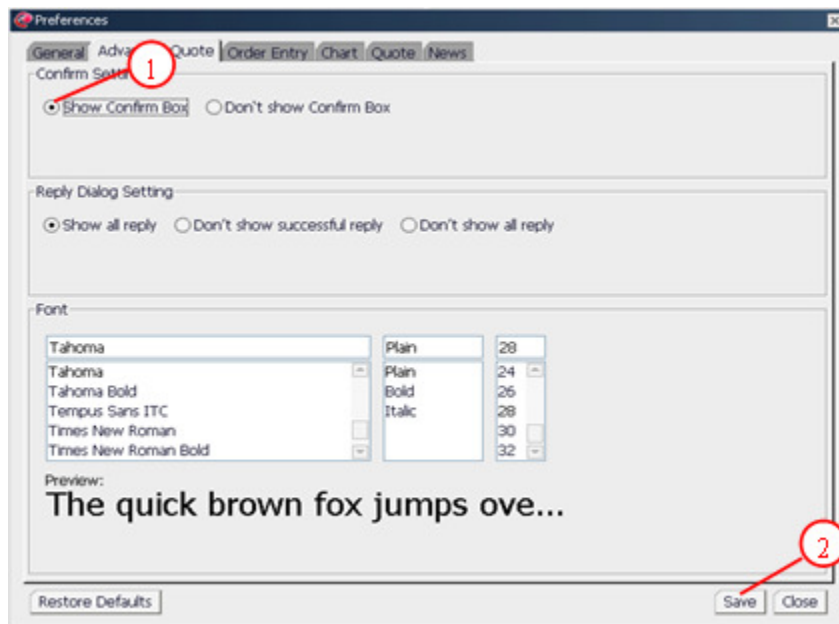 Preferences
General Quote Order Entry Chart Quote News
1
Confirm
Show Confirm Box Don't show Confirm Box
Reply Dialog Setting
Show all reply Don't show successful reply Don't show all reply
Font
Tahoma Plain 28
Tahoma Plain 24
Tahoma Bold Bold 26
Tempus Sans ITC Italic 28
Times New Roman 30
Times New Roman Bold 32
Preview:
The quick brown fox jumps ove...
2
Restore Defaults Save Close